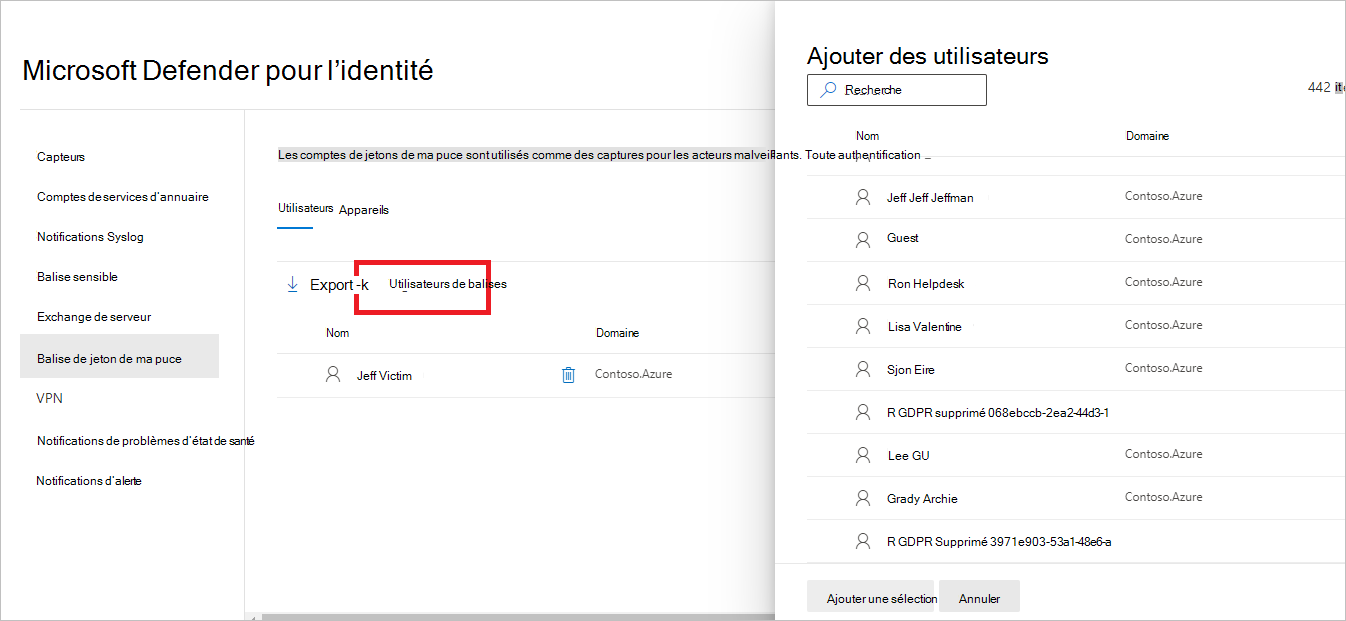 Microsoft Defender pour l’identité
Capteurs
Comptes de services d’annuaire
Notifications Syslog
Balise sensible
Exchange de serveur
Balise de jeton de ma puce
VPN
Notifications de problèmes d’état de santé
Notifications d’alerte
Les comptes de jetons de ma puce sont utilisés comme des captures pour les acteurs malveillants. Toute authentification
Utilisateurs Appareils
Export -k Utilisateurs de balises
Nom Domaine
Jeff Victim Contoso.Azure
Ajouter des utilisateurs
Recherche
442
Nom Domaine
Jeff Jeff Jeffman Contoso.Azure
Guest Contoso.Azure
Ron Helpdesk Contoso.Azure
Lisa Valentine Contoso.Azure
Sjon Eire Contoso.Azure
R GDPR supprimé 068ebccb-2ea2-44d3-1
Lee GU Contoso.Azure
Grady Archie Contoso.Azure
R GDPR Supprimé 3971e903-53a1-48e6-a
Ajouter une sélection Annuler